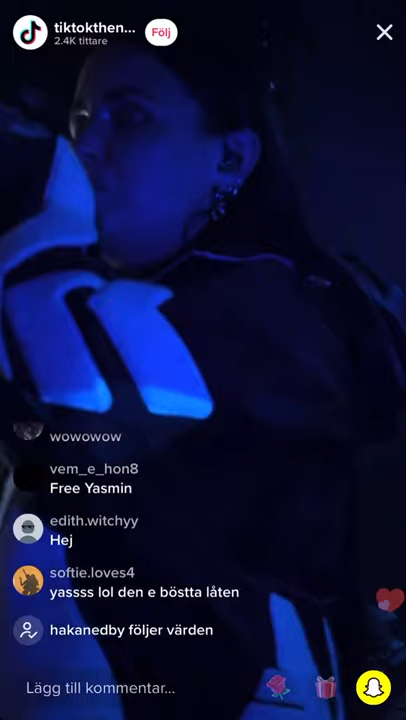 tiktokthen...
2.4K tittare
Följ
wowowow
vem_e_hon8
Free Yasmin
edith.witchyy
Hej
softie.loves4
yassss lol den e böstta låten
hakanedby följer värden
Lägg till kommentar...